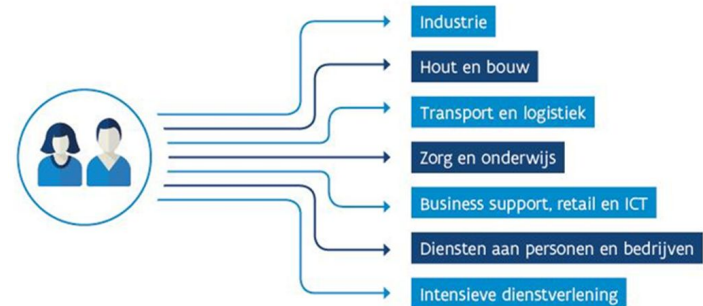 Industrie
Hout en bouw
Transport en logistiek
Zorg en onderwijs
Business support, retail en ICT
Diensten aan personen en bedrijven
Intensieve dienstverlening